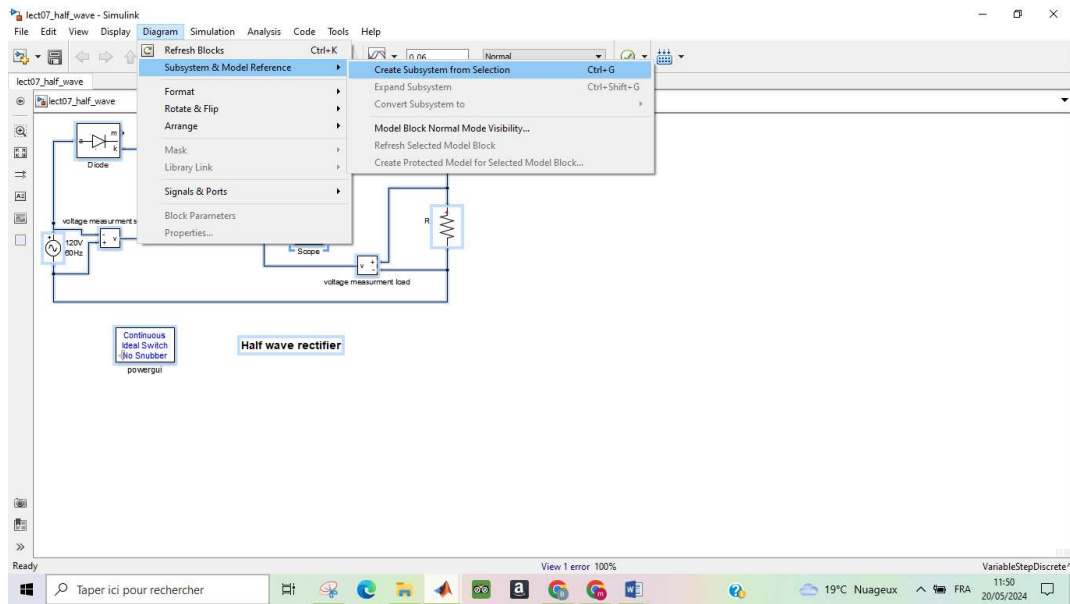 lect07_half_wave - Simulink
File Edit View Display Diagram Simulation Analysis Code Tools Help
0.06 Normal
Refresh Blocks Ctrl+K
Subsystem & Model Reference
Format
Rotate & Flip
Arrange
Mask
Library Link
Signals & Ports
Block Parameters
Properties...
Create Subsystem from Selection Ctrl+G
Expand Subsystem Ctrl+Shift+G
Convert Subsystem to
Model Block Normal Mode Visibility...
Refresh Selected Model Block
Create Protected Model for Selected Model Block...
lect07_half_wave
lect07_half_wave
a m
k
Diode
voltage measurment s
120V
60Hz
v
R
Scope
v
voltage measurment load
Continuous
Ideal Switch
No Snubber
powergui
Half wave rectifier
Ready View 1 error 100% VariableStepDiscrete
Taper ici pour rechercher 19°C Nuageux FRA 11:50
20/05/2024